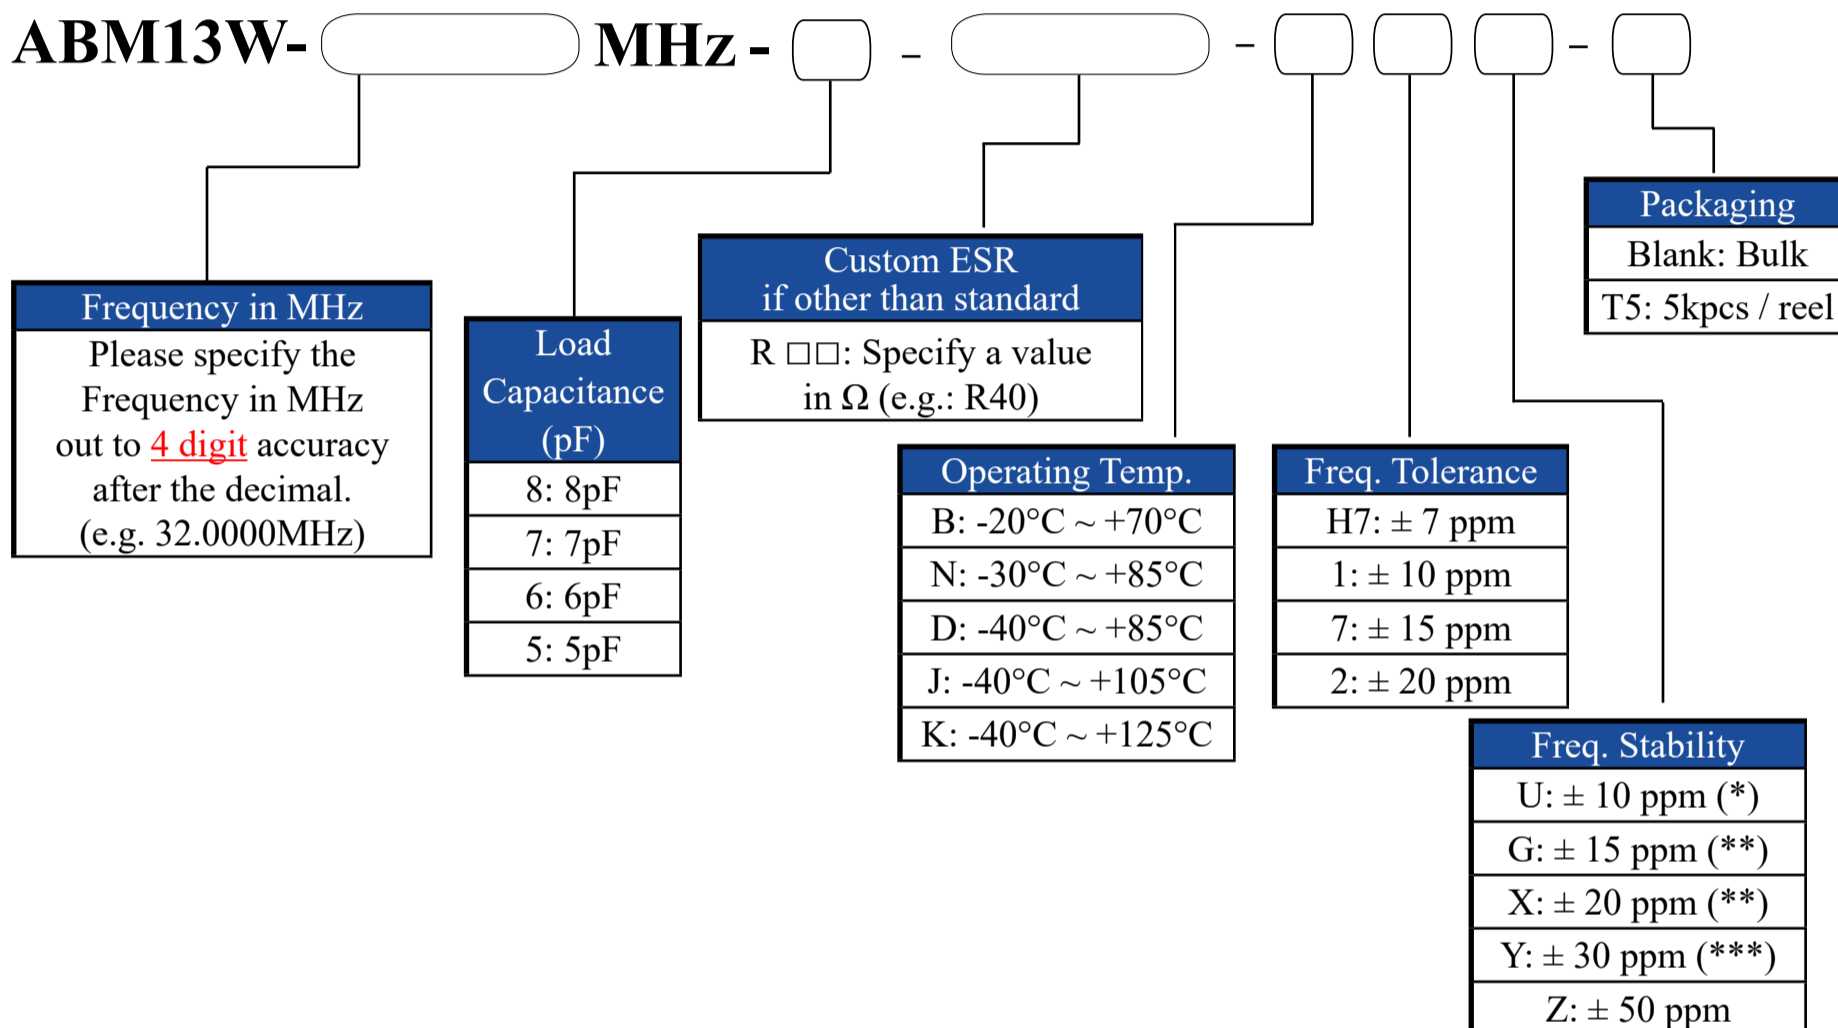 ABM13W- MHz - - - -
Frequency in MHz
Please specify the
Frequency in MHz
out to 4 digit accuracy
after the decimal.
(e.g. 32.0000MHz)
Load
Capacitance
(pF)
8: 8pF
7: 7pF
6: 6pF
5: 5pF
Custom ESR
if other than standard
R □□: Specify a value
in Ω (e.g.: R40)
Operating Temp.
B: -20°C ~ +70°C
N: -30°C ~ +85°C
D: -40°C ~ +85°C
J: -40°C ~ +105°C
K: -40°C ~ +125°C
Freq. Tolerance
H7: ± 7 ppm
1: ± 10 ppm
7: ± 15 ppm
2: ± 20 ppm
Freq. Stability
U: ± 10 ppm (*)
G: ± 15 ppm (**)
X: ± 20 ppm (**)
Y: ± 30 ppm (***)
Z: ± 50 ppm
Packaging
Blank: Bulk
T5: 5kpcs / reel